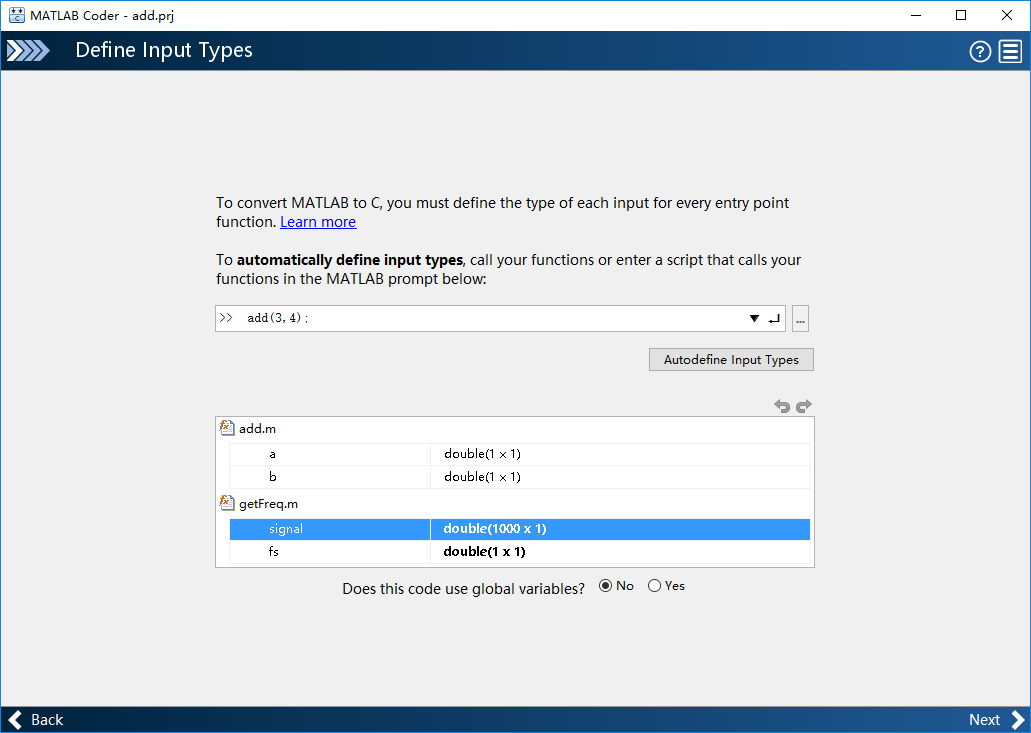 MATLAB Coder - add.prj
Define Input Types
To convert MATLAB to C, you must define the type of each input for every entry point
function. Learn more
To automatically define input types, call your functions or enter a script that calls your
functions in the MATLAB prompt below:
>> add(3,4);
...
Autodefine Input Types
add.m
a double(1 x 1)
b double(1 x 1)
getFreq.m
signal double(1000 x 1)
fs double(1 x 1)
Does this code use global variables? No Yes
Back Next